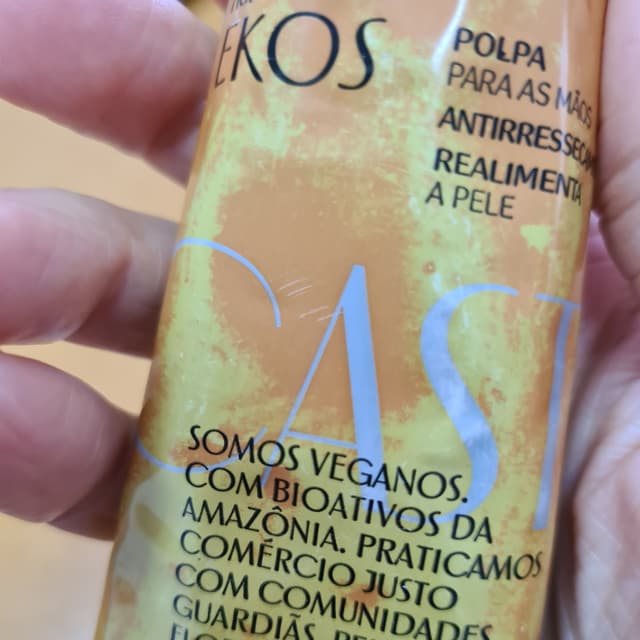 EKOS
POLPA
PARA AS MÃOS
ANTIRRESSEC
REALIMENTA
A PELE
CAST
SOMOS VEGANOS.
COM BIOATIVOS DA
AMAZÔNIA. PRATICAMOS
COMÉRCIO JUSTO
COM COMUNIDADES
GUARDIÃS